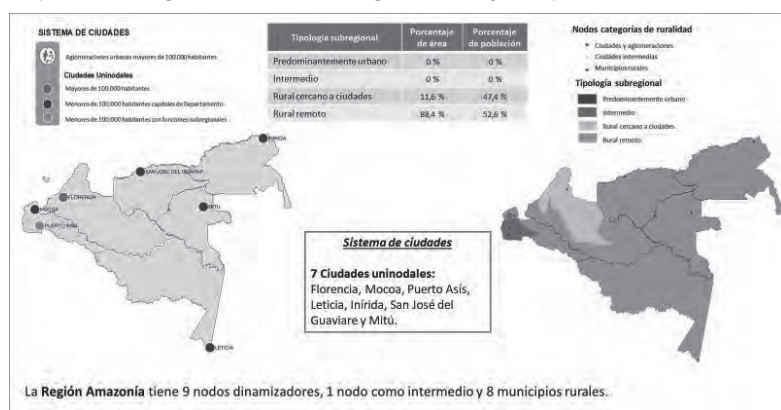 SISTEMA DE CIUDADES
Aglomeraciones urbanas mayores de 100.000 habitantes
Ciudades Uninodales
Mayores de 100.000 habitantes
Menores de 100.000 habitantes capitales de Departamento
Menores de 100.000 habitantes con funciones subregionales
Tipología subregional
Porcentaje de área
Porcentaje de población
Predominantemente urbano 0 % 0 %
Intermedio 0 % 0 %
Rural cercano a ciudades 11,6 % 47,4 %
Rural remoto 88,4 % 52,6 %
Nodos categorías de ruralidad
Ciudades y aglomeraciones
Ciudades intermedias
Municipios rurales
Tipología subregional
Predominantemente urbano
Intermedio
Rural cercano a ciudades
Rural remoto
INIRIDA
SAN JOSE DEL GUAVIAR
FLORENCIA
MOCOA
MITU
PUERTO ASIS
LETICIA
Sistema de ciudades
7 Ciudades uninodales:
Florencia, Mocoa, Puerto Asís,
Leticia, Inírida, San José del
Guaviare y Mitú.
La Región Amazonía tiene 9 nodos dinamizadores, 1 nodo como intermedio y 8 municipios rurales.